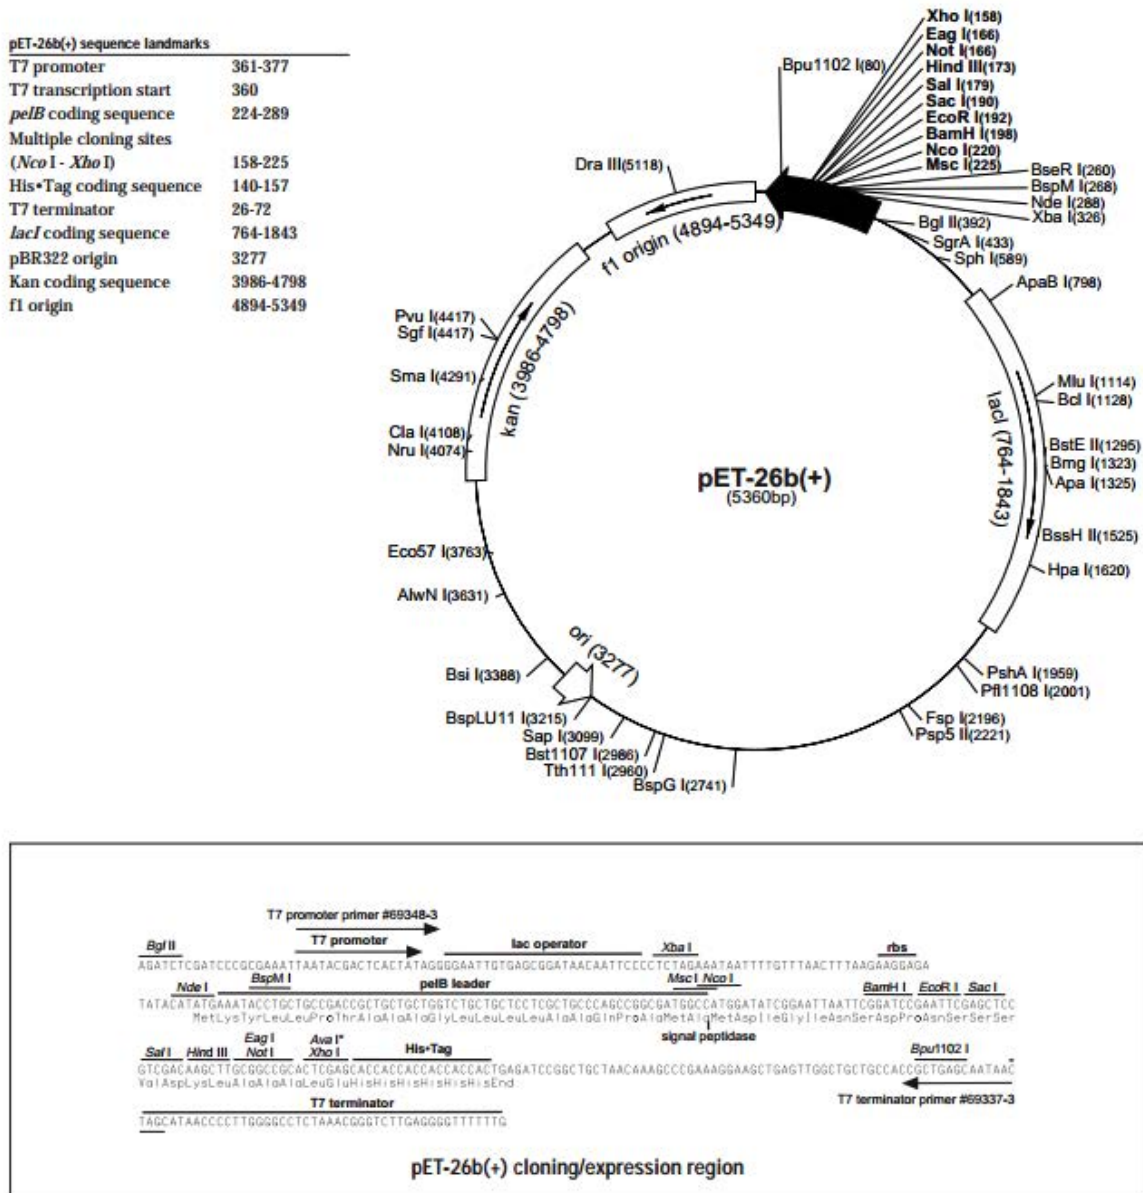 pET-26b(+) sequence landmarks
T7 promoter 361-377
T7 transcription start 360
pelB coding sequence 224-289
Multiple cloning sites
(Nco I - Xho I) 158-225
His•Tag coding sequence 140-157
T7 terminator 26-72
lacI coding sequence 764-1843
pBR322 origin 3277
Kan coding sequence 3986-4798
f1 origin 4894-5349
Xho I(158)
Eag I(166)
Not I(166)
Hind III(173)
Sal I(179)
Sac I(190)
EcoR I(192)
BamH I(198)
Nco I(220)
Msc I(225)
Bpu1102 I(80)
BseR I(260)
BspM I(268)
Nde I(288)
Xba I(326)
Bgl II(392)
SgrA I(433)
Sph I(589)
ApaB I(798)
Mlu I(1114)
Bcl I(1128)
BstE II(1295)
Bmg I(1323)
Apa I(1325)
BssH II(1525)
Hpa I(1620)
PshA I(1959)
Pfl1108 I(2001)
Fsp I(2196)
Psp5 II(2221)
BspG I(2741)
Tth111 I(2960)
Bst1107 I(2986)
Sap I(3099)
BspLU11 I(3215)
Bsi I(3388)
AlwN I(3631)
Eco57 I(3763)
Nru I(4074)
Cla I(4108)
Sma I(4291)
Sgf I(4417)
Pvu I(4417)
Dra III(5118)
f1 origin (4894-5349)
kan (3986-4798)
lacI (764-1843)
ori (3277)
pET-26b(+)
(5360bp)
T7 promoter primer #69348-3
Bgl II T7 promoter lac operator Xba I rbs
AGATCTCGATCCCGCGAAATTAATACGACTCACTATAGGGGAATTGTGAGCGGATAACAATTCCCCTCTAGAAATAATTTTGTTTAACTTTAAGAAGGAGA
Nde I BspM I pelB leader Msc I Nco I BamH I EcoR I Sac I
TATACATATGAAATACCTGCTGCCGACCGCTGCTGCTGGTCTGCTGCTCCTCGCTGCCCAGCCGGCGATGGCCATGGATATCGGAATTAATTCGGATCCGAATTCGAGCTCC
MetLysTyrLeuLeuProThrAlaAlaAlaGlyLeuLeuLeuLeuAlaAlaGlnProAlaMetAlaMetAspIleGlyIleAsnSerAspProAsnSerSerSer
signal peptidase
Sal I Hind III Eag I Not I Ava I* Xho I His•Tag Bpu1102 I
GTCGACAAGCTTGCGGCCGCACTCGAGCACCACCACCACCACCACTGAGATCCGGCTGCTAACAAAGCCCGAAAGGAAGCTGAGTTGGCTGCTGCCACCGCTGAGCAATAAC
ValAspLysLeuAlaAlaAlaLeuGluHisHisHisHisHisHisEnd
T7 terminator T7 terminator primer #69337-3
TAGCATAACCCCTTGGGGCCTCTAAACGGGTCTTGAGGGGTTTTTTG
pET-26b(+) cloning/expression region